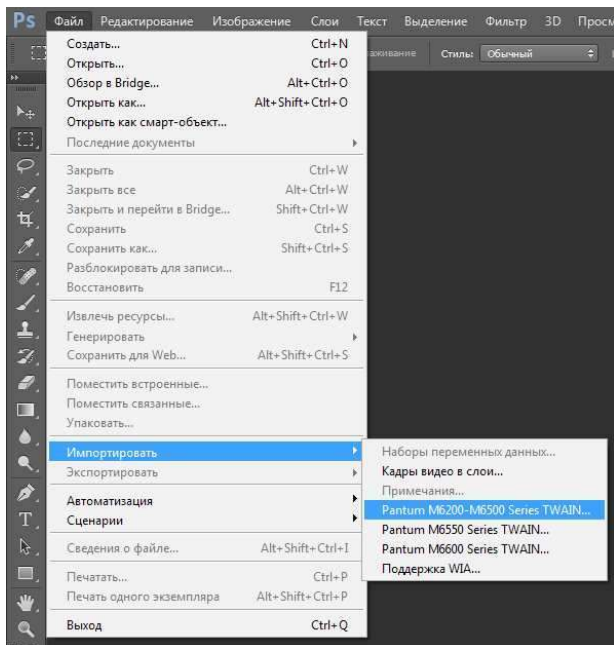 Ps Файл Редактирование Изображение Слои Текст Выделение Фильтр 3D
Стиль: Обычный
Создать... Ctrl+N
Открыть... Ctrl+O
Обзор в Bridge... Alt+Ctrl+O
Открыть как... Alt+Shift+Ctrl+O
Открыть как смарт-объект...
Последние документы
Закрыть Ctrl+W
Закрыть все Alt+Ctrl+W
Закрыть и перейти в Bridge... Shift+Ctrl+W
Сохранить Ctrl+S
Сохранить как... Shift+Ctrl+S
Разблокировать для записи...
Восстановить F12
Извлечь ресурсы... Alt+Shift+Ctrl+W
Генерировать
Сохранить для Web... Alt+Shift+Ctrl+S
Поместить встроенные...
Поместить связанные...
Упаковать...
Импортировать
Экспортировать
Автоматизация
Сценарии
Сведения о файле... Alt+Shift+Ctrl+I
Печатать... Ctrl+P
Печать одного экземпляра Alt+Shift+Ctrl+P
Выход Ctrl+Q
Наборы переменных данных...
Кадры видео в слои...
Примечания...
Pantum M6200-M6500 Series TWAIN...
Pantum M6550 Series TWAIN...
Pantum M6600 Series TWAIN...
Поддержка WIA...